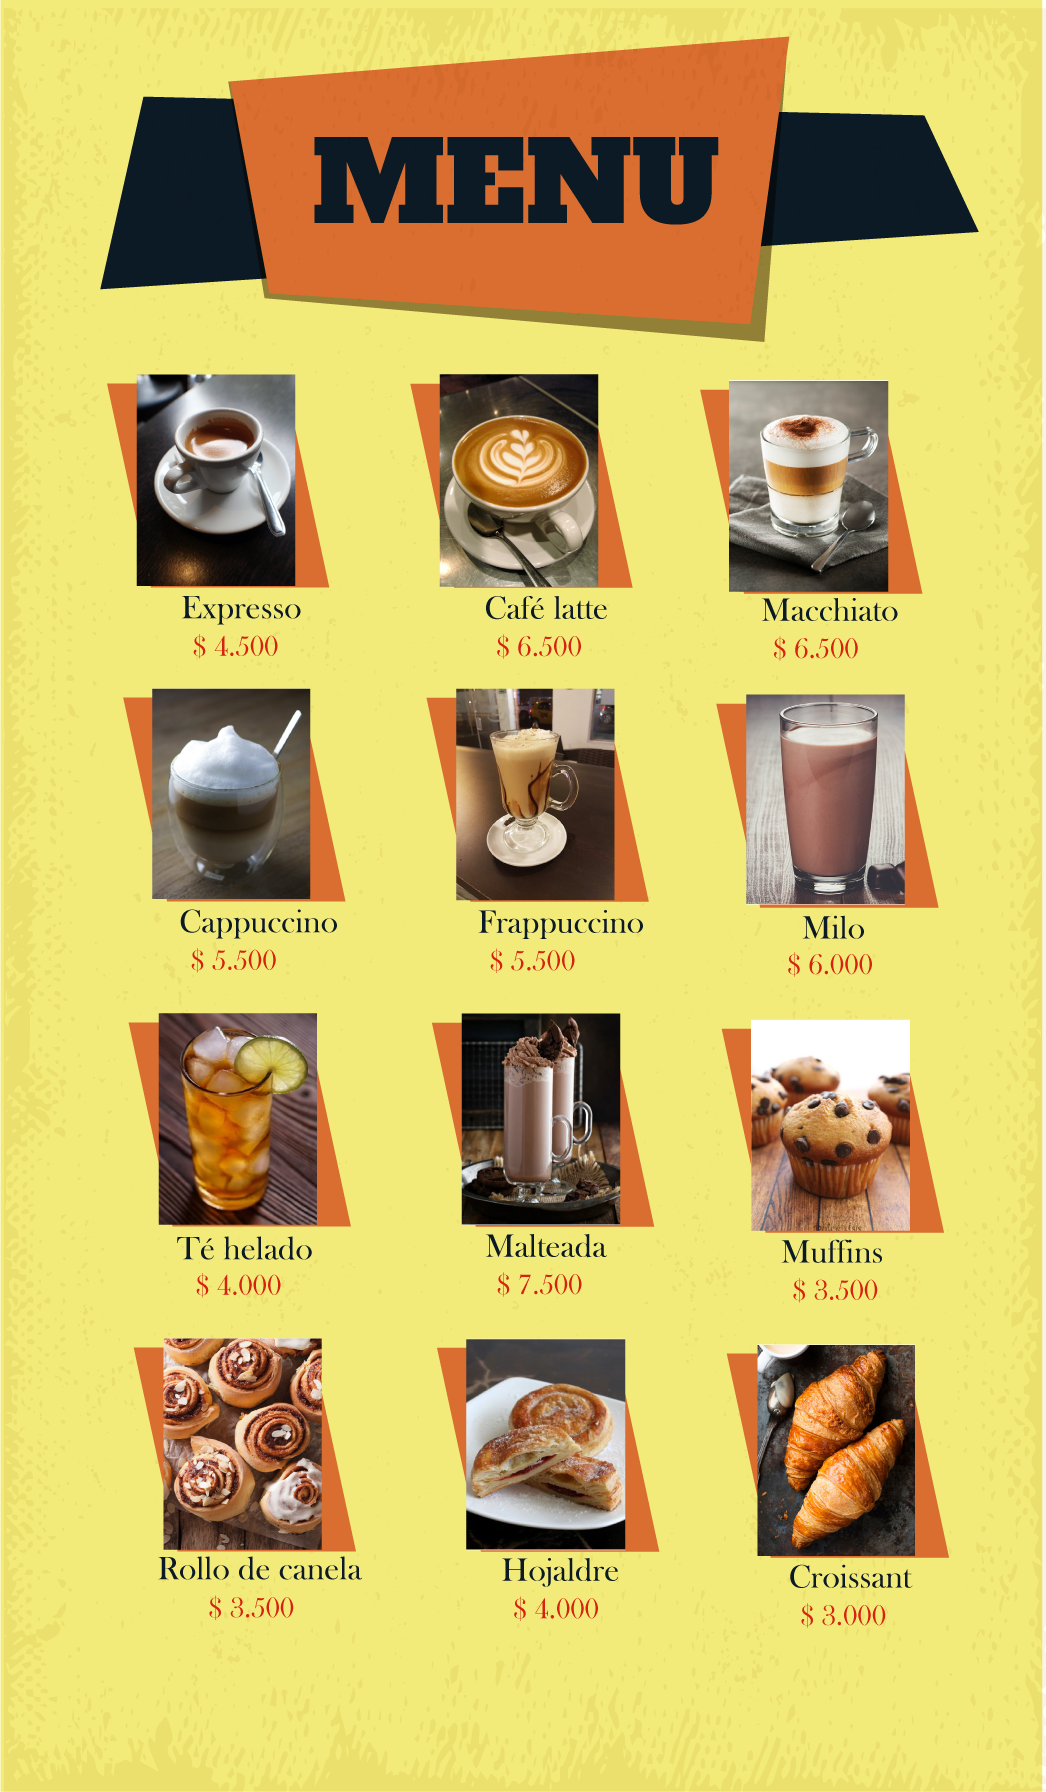 MENU
Expresso
$ 4.500
Café latte
$ 6.500
Macchiato
$ 6.500
Cappuccino
$ 5.500
Frappuccino
$ 5.500
Milo
$ 6.000
Té helado
$ 4.000
Malteada
$ 7.500
Muffins
$ 3.500
Rollo de canela
$ 3.500
Hojaldre
$ 4.000
Croissant
$ 3.000